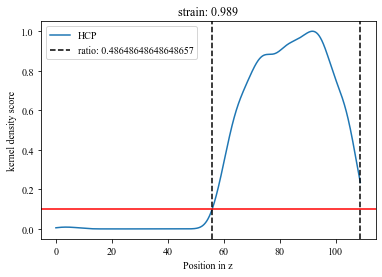 strain: 0.989
HCP
ratio: 0.48648648648648657
kernel density score
1.0
0.8
0.6
0.4
0.2
0.0
0 20 40 60 80 100
Position in z